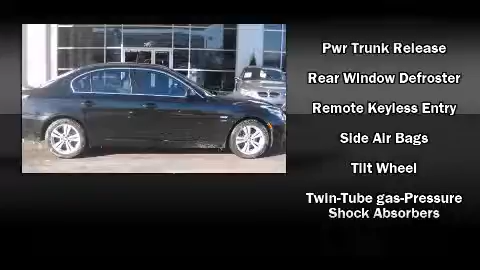 Pwr Trunk Release
Rear Window Defroster
Remote Keyless Entry
Side Air Bags
Tilt Wheel
Twin-Tube gas-Pressure
Shock Absorbers